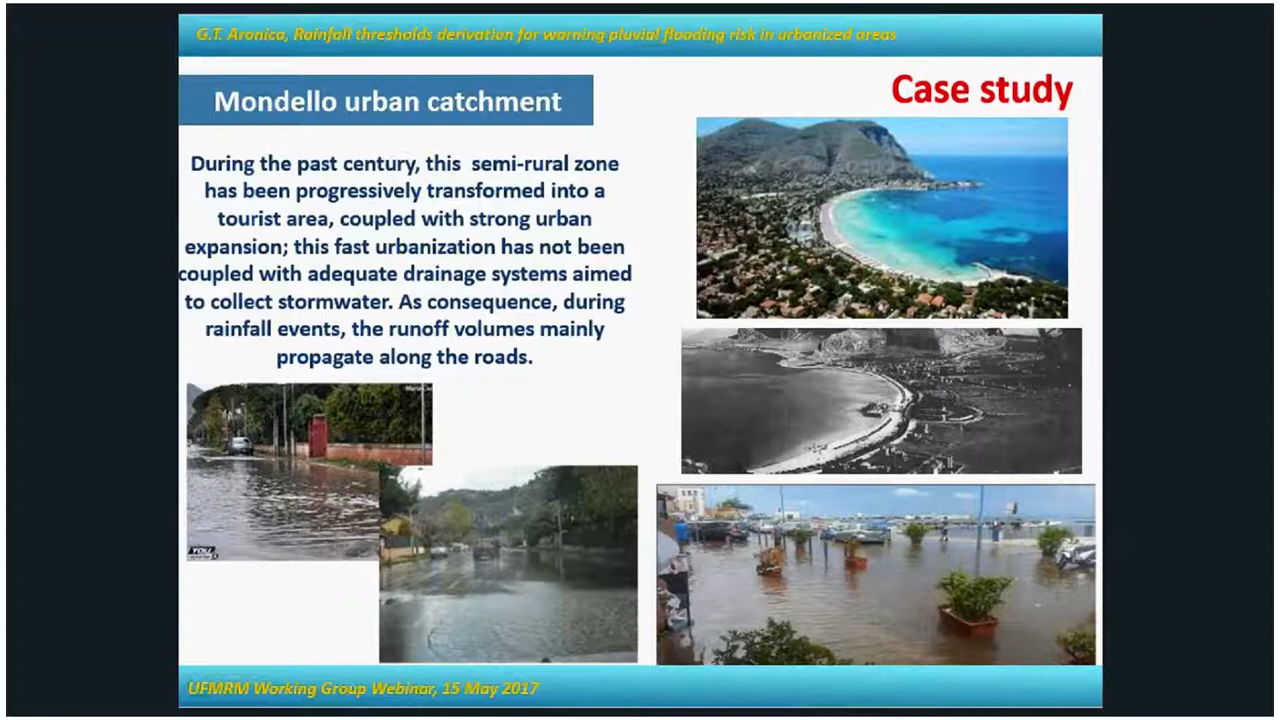 G.T. Aronica, Rainfall thresholds derivation for warning pluvial flooding risk in urbanized areas
Mondello urban catchment
Case study
During the past century, this semi-rural zone
has been progressively transformed into a
tourist area, coupled with strong urban
expansion; this fast urbanization has not been
coupled with adequate drainage systems aimed
to collect stormwater. As consequence, during
rainfall events, the runoff volumes mainly
propagate along the roads.
YOU
UFMRM Working Group Webinar, 15 May 2017